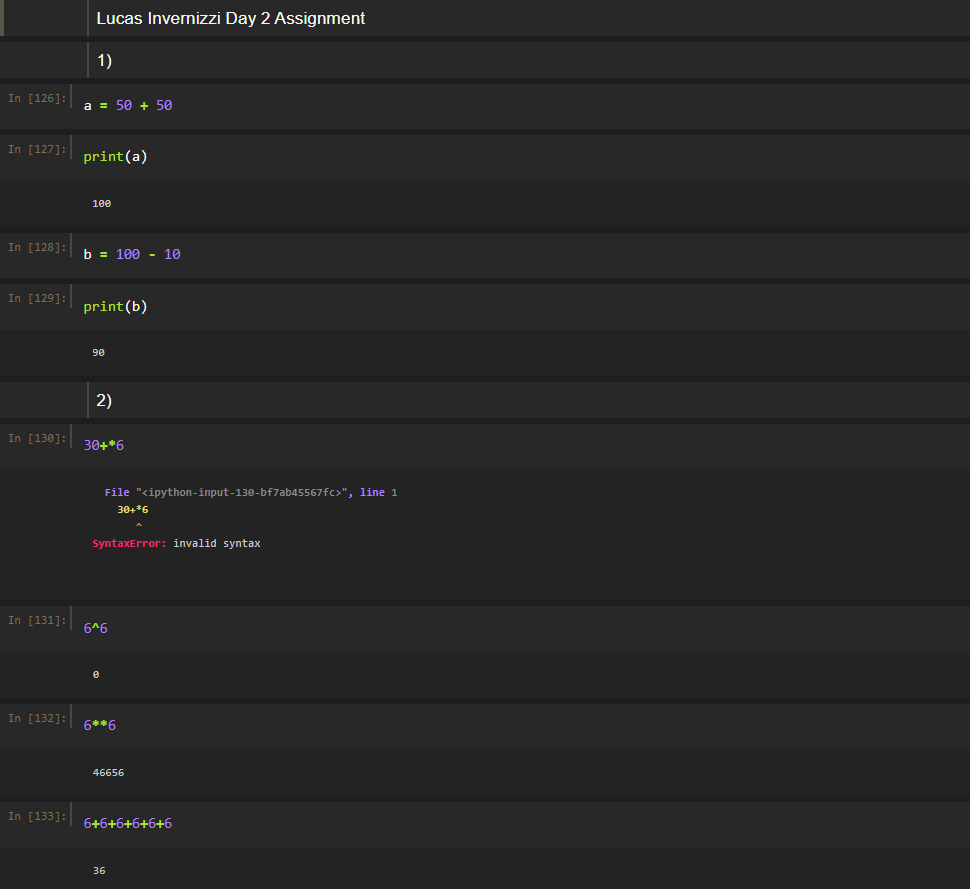 Lucas Invernizzi Day 2 Assignment
1)
In [126]: a = 50 + 50
In [127]: print(a)
100
In [128]: b = 100 - 10
In [129]: print(b)
90
2)
In [130]: 30+*6
File "<ipython-input-130-bf7ab45567fc>", line 1
30+*6
^
SyntaxError: invalid syntax
In [131]: 6^6
0
In [132]: 6**6
46656
In [133]: 6+6+6+6+6+6
36